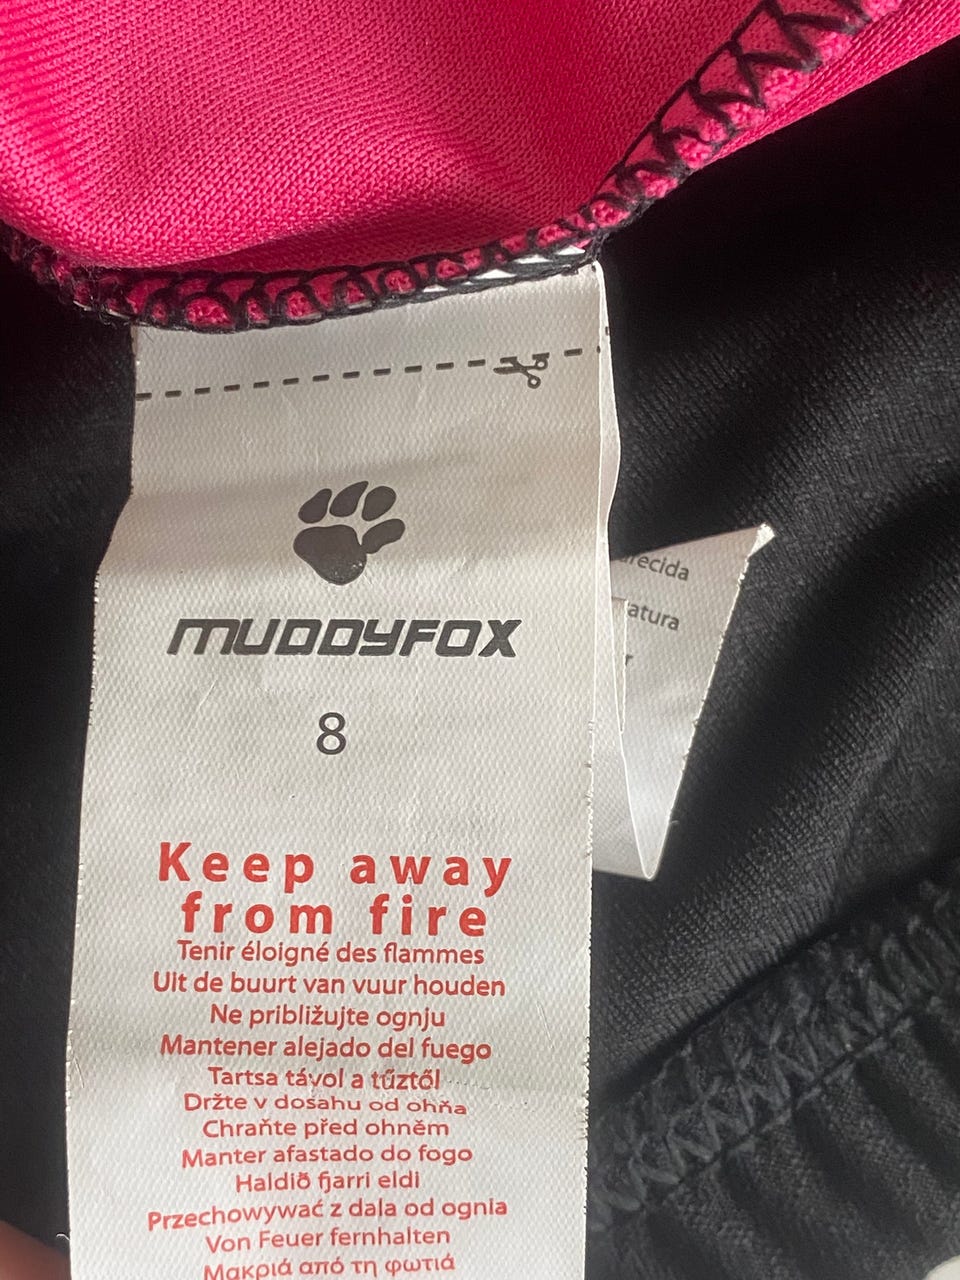 MUDDYFOX
8
Keep away
from fire
Tenir éloigné des flammes
Uit de buurt van vuur houden
Ne približujte ognju
Mantener alejado del fuego
Tartsa távol a tűztől
Držte v dosahu od ohňa
Chraňte před ohněm
Manter afastado do fogo
Haldið fjarri eldi
Przechowywać z dala od ognia
Von Feuer fernhalten
Μακριά από τη φωτιά